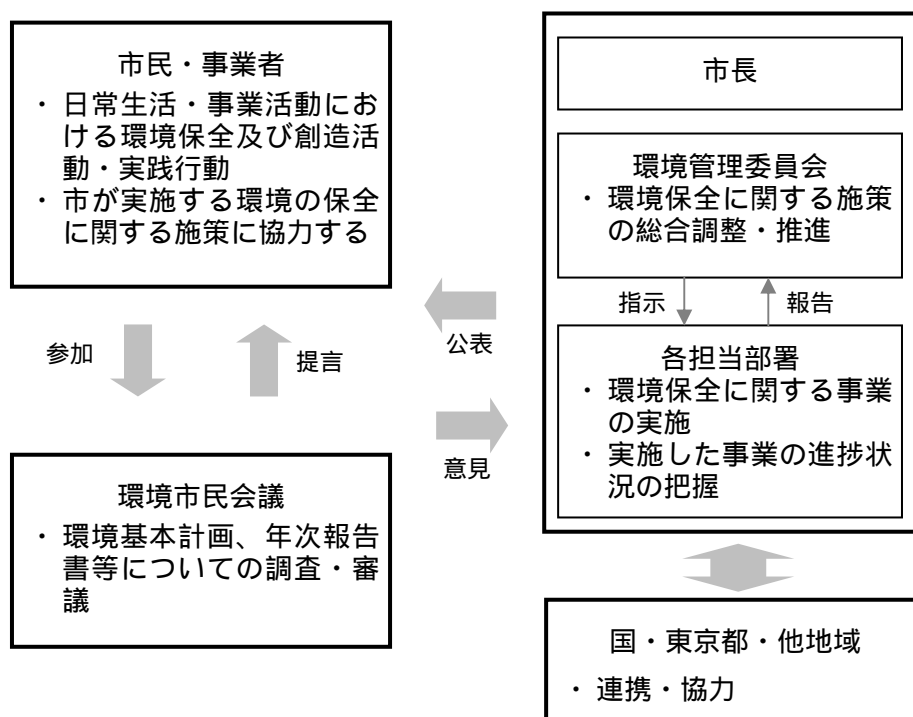 市民・事業者
・ 日常生活・事業活動にお
ける環境保全及び創造活
動・実践行動
・ 市が実施する環境の保全
に関する施策に協力する
参加
提言
環境市民会議
・ 環境基本計画、年次報告
書等についての調査・審
議
公表
意見
市長
環境管理委員会
・ 環境保全に関する施策
の総合調整・推進
指示
報告
各担当部署
・ 環境保全に関する事業
の実施
・ 実施した事業の進捗状
況の把握
国・東京都・他地域
・ 連携・協力